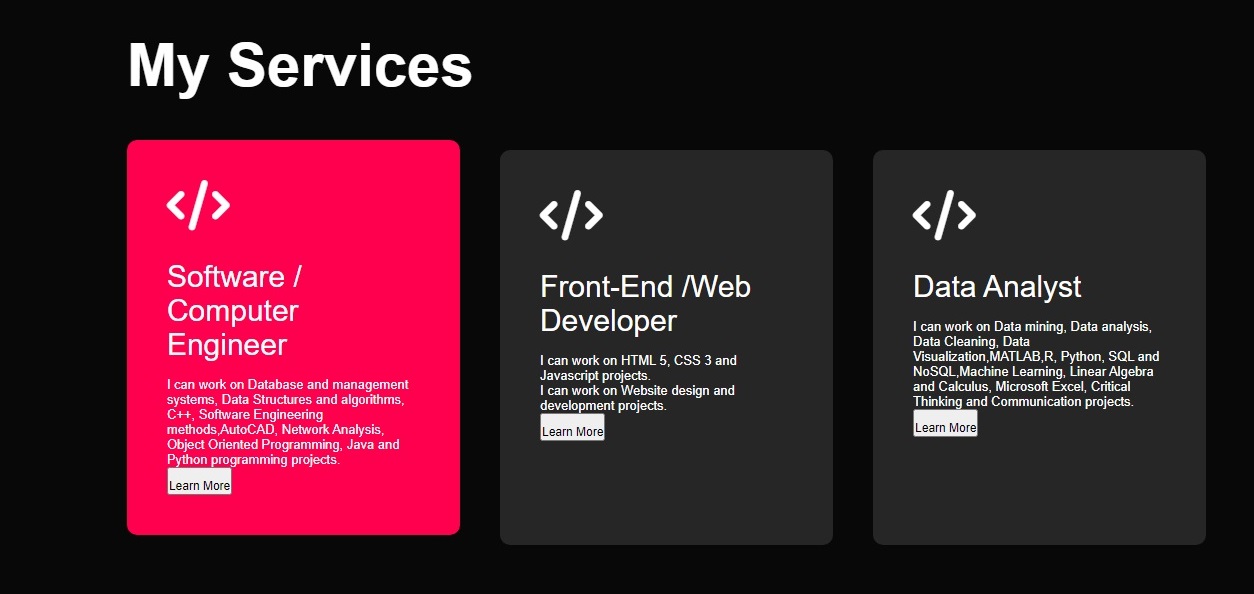 My Services
</>
Software /
Computer
Engineer
I can work on Database and management
systems, Data Structures and algorithms,
C++, Software Engineering
methods,AutoCAD, Network Analysis,
Object Oriented Programming, Java and
Python programming projects.
Learn More
</>
Front-End /Web
Developer
I can work on HTML 5, CSS 3 and
Javascript projects.
I can work on Website design and
development projects.
Learn More
</>
Data Analyst
I can work on Data mining, Data analysis,
Data Cleaning, Data
Visualization,MATLAB,R, Python, SQL and
NoSQL,Machine Learning, Linear Algebra
and Calculus, Microsoft Excel, Critical
Thinking and Communication projects.
Learn More